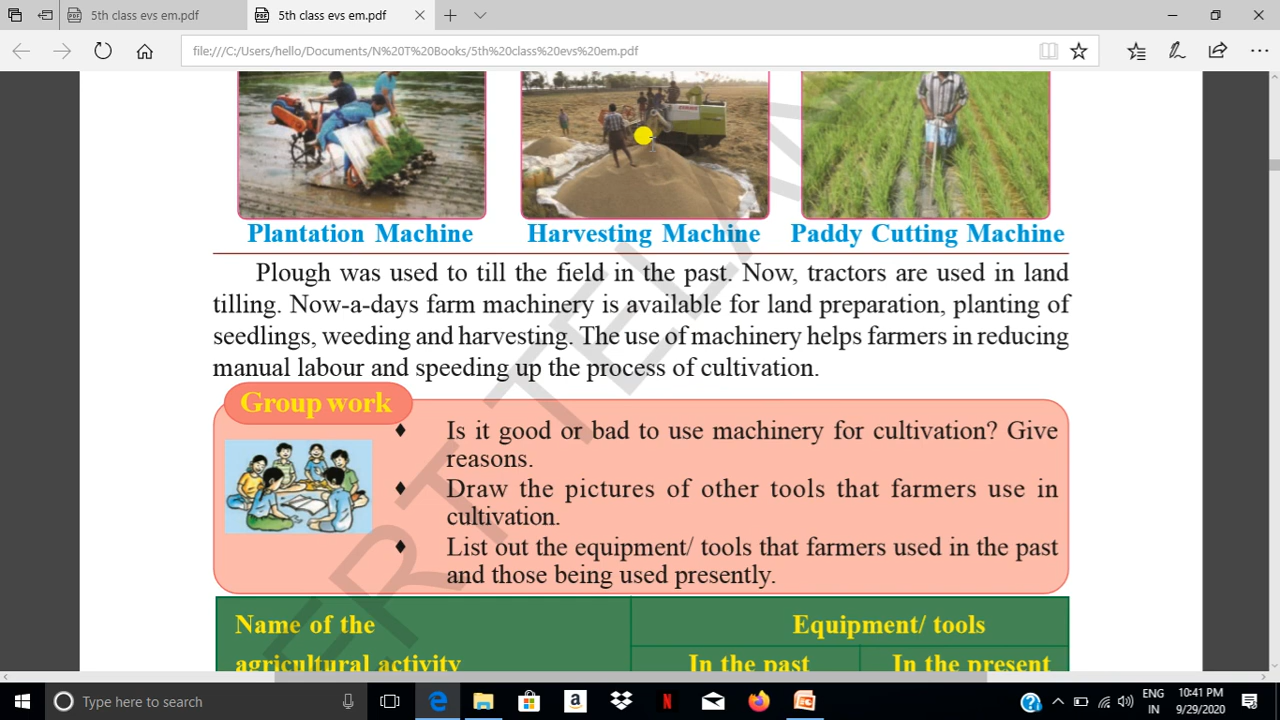 5th class evs em.pdf
5th class evs em.pdf
file:///C:/Users/hello/Documents/N%20T%20Books/5th%20class%20evs%20em.pdf
Plantation Machine
Harvesting Machine
Paddy Cutting Machine
Plough was used to till the field in the past. Now, tractors are used in land
tilling. Now-a-days farm machinery is available for land preparation, planting of
seedlings, weeding and harvesting. The use of machinery helps farmers in reducing
manual labour and speeding up the process of cultivation.
Group work
♦ Is it good or bad to use machinery for cultivation? Give
reasons.
♦ Draw the pictures of other tools that farmers use in
cultivation.
♦ List out the equipment/ tools that farmers used in the past
and those being used presently.
Name of the
agricultural activity
Equipment/ tools
In the past
In the present
ERT TELA
Type here to search
ENG
IN
10:41 PM
9/29/2020